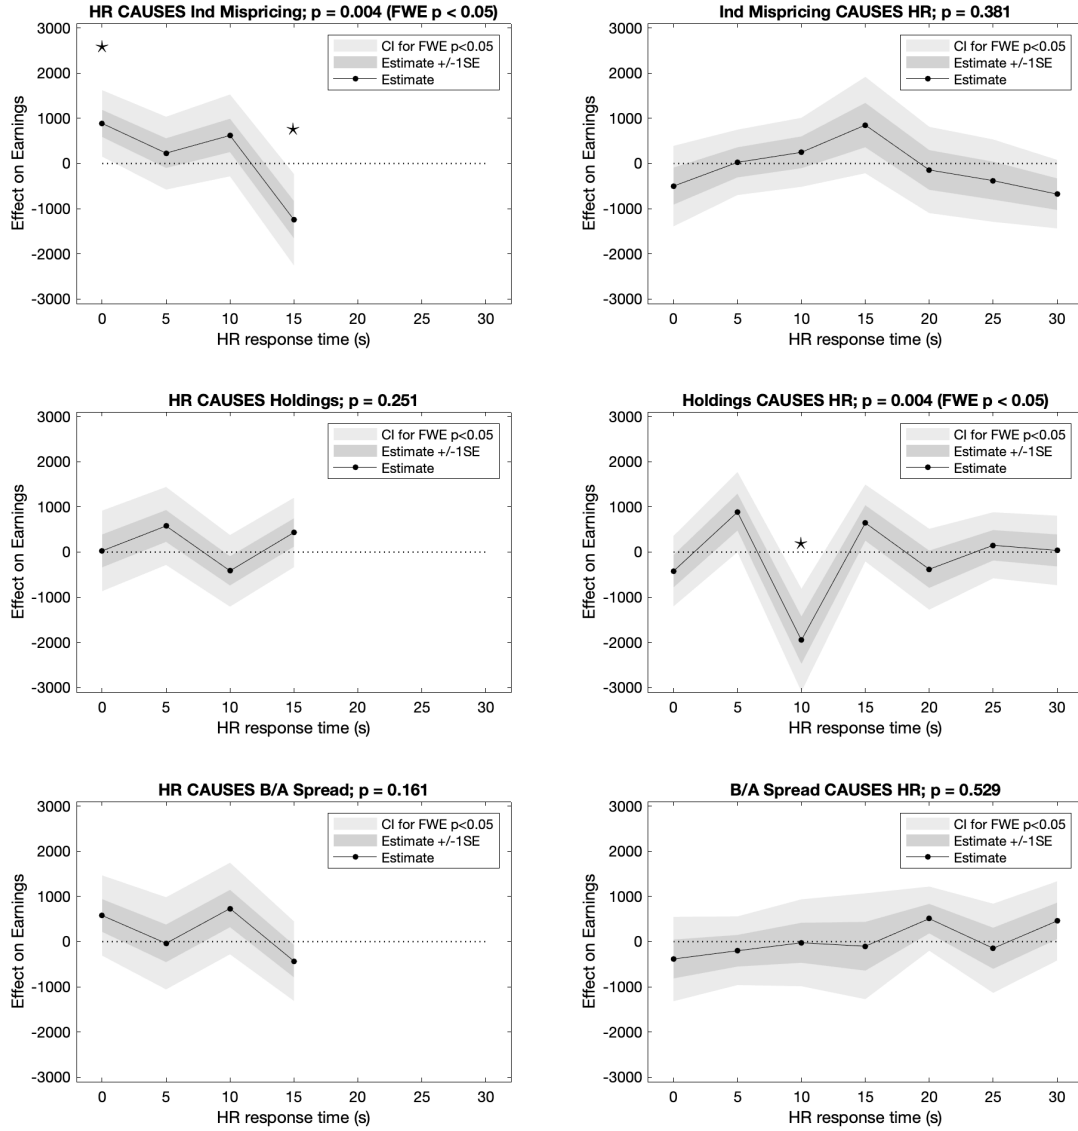 HR CAUSES Ind Mispricing; p = 0.004 (FWE p < 0.05)
3000
2000
1000
0
-1000
-2000
-3000
Effect on Earnings
CI for FWE p<0.05
Estimate +/-1SE
Estimate
0 5 10 15 20 25 30
HR response time (s)
Ind Mispricing CAUSES HR; p = 0.381
3000
2000
1000
0
-1000
-2000
-3000
Effect on Earnings
CI for FWE p<0.05
Estimate +/-1SE
Estimate
0 5 10 15 20 25 30
HR response time (s)
HR CAUSES Holdings; p = 0.251
3000
2000
1000
0
-1000
-2000
-3000
Effect on Earnings
CI for FWE p<0.05
Estimate +/-1SE
Estimate
0 5 10 15 20 25 30
HR response time (s)
Holdings CAUSES HR; p = 0.004 (FWE p < 0.05)
3000
2000
1000
0
-1000
-2000
-3000
Effect on Earnings
CI for FWE p<0.05
Estimate +/-1SE
Estimate
0 5 10 15 20 25 30
HR response time (s)
HR CAUSES B/A Spread; p = 0.161
3000
2000
1000
0
-1000
-2000
-3000
Effect on Earnings
CI for FWE p<0.05
Estimate +/-1SE
Estimate
0 5 10 15 20 25 30
HR response time (s)
B/A Spread CAUSES HR; p = 0.529
3000
2000
1000
0
-1000
-2000
-3000
Effect on Earnings
CI for FWE p<0.05
Estimate +/-1SE
Estimate
0 5 10 15 20 25 30
HR response time (s)